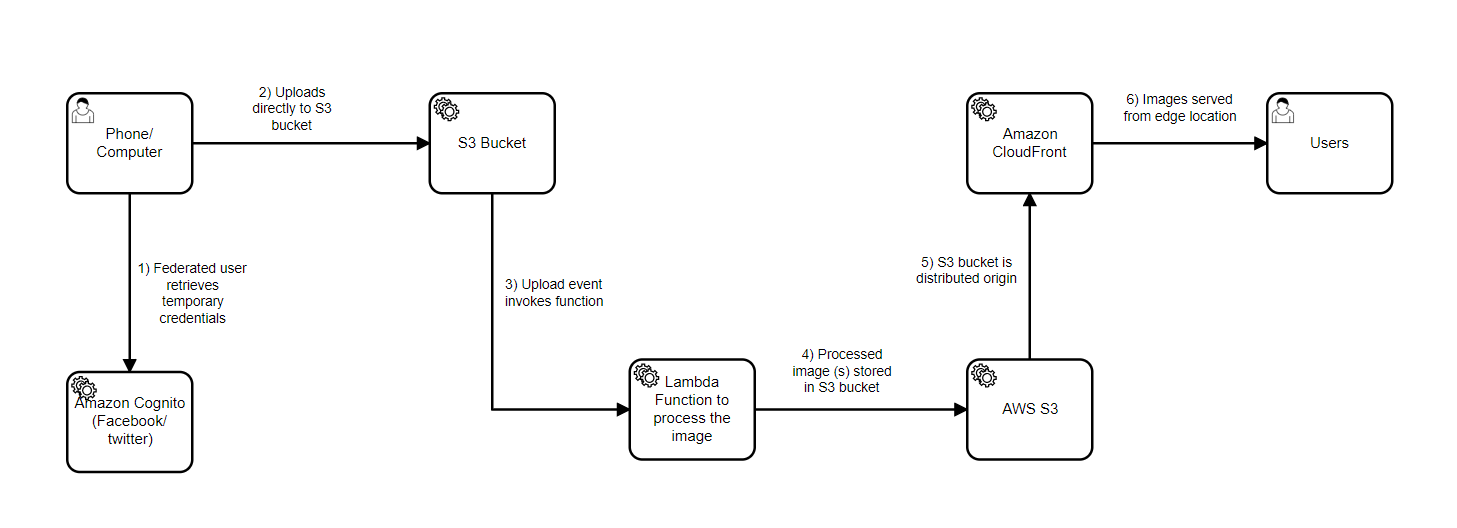 2) Uploads
directly to S3
bucket
Phone/
Computer
S3 Bucket
Amazon
CloudFront
6) Images served
from edge location
Users
1) Federated user
retrieves
temporary
credentials
3) Upload event
invokes function
5) S3 bucket is
distributed origin
Amazon Cognito
(Facebook/
twitter)
Lambda
Function to
process the
image
4) Processed
image (s) stored
in S3 bucket
AWS S3